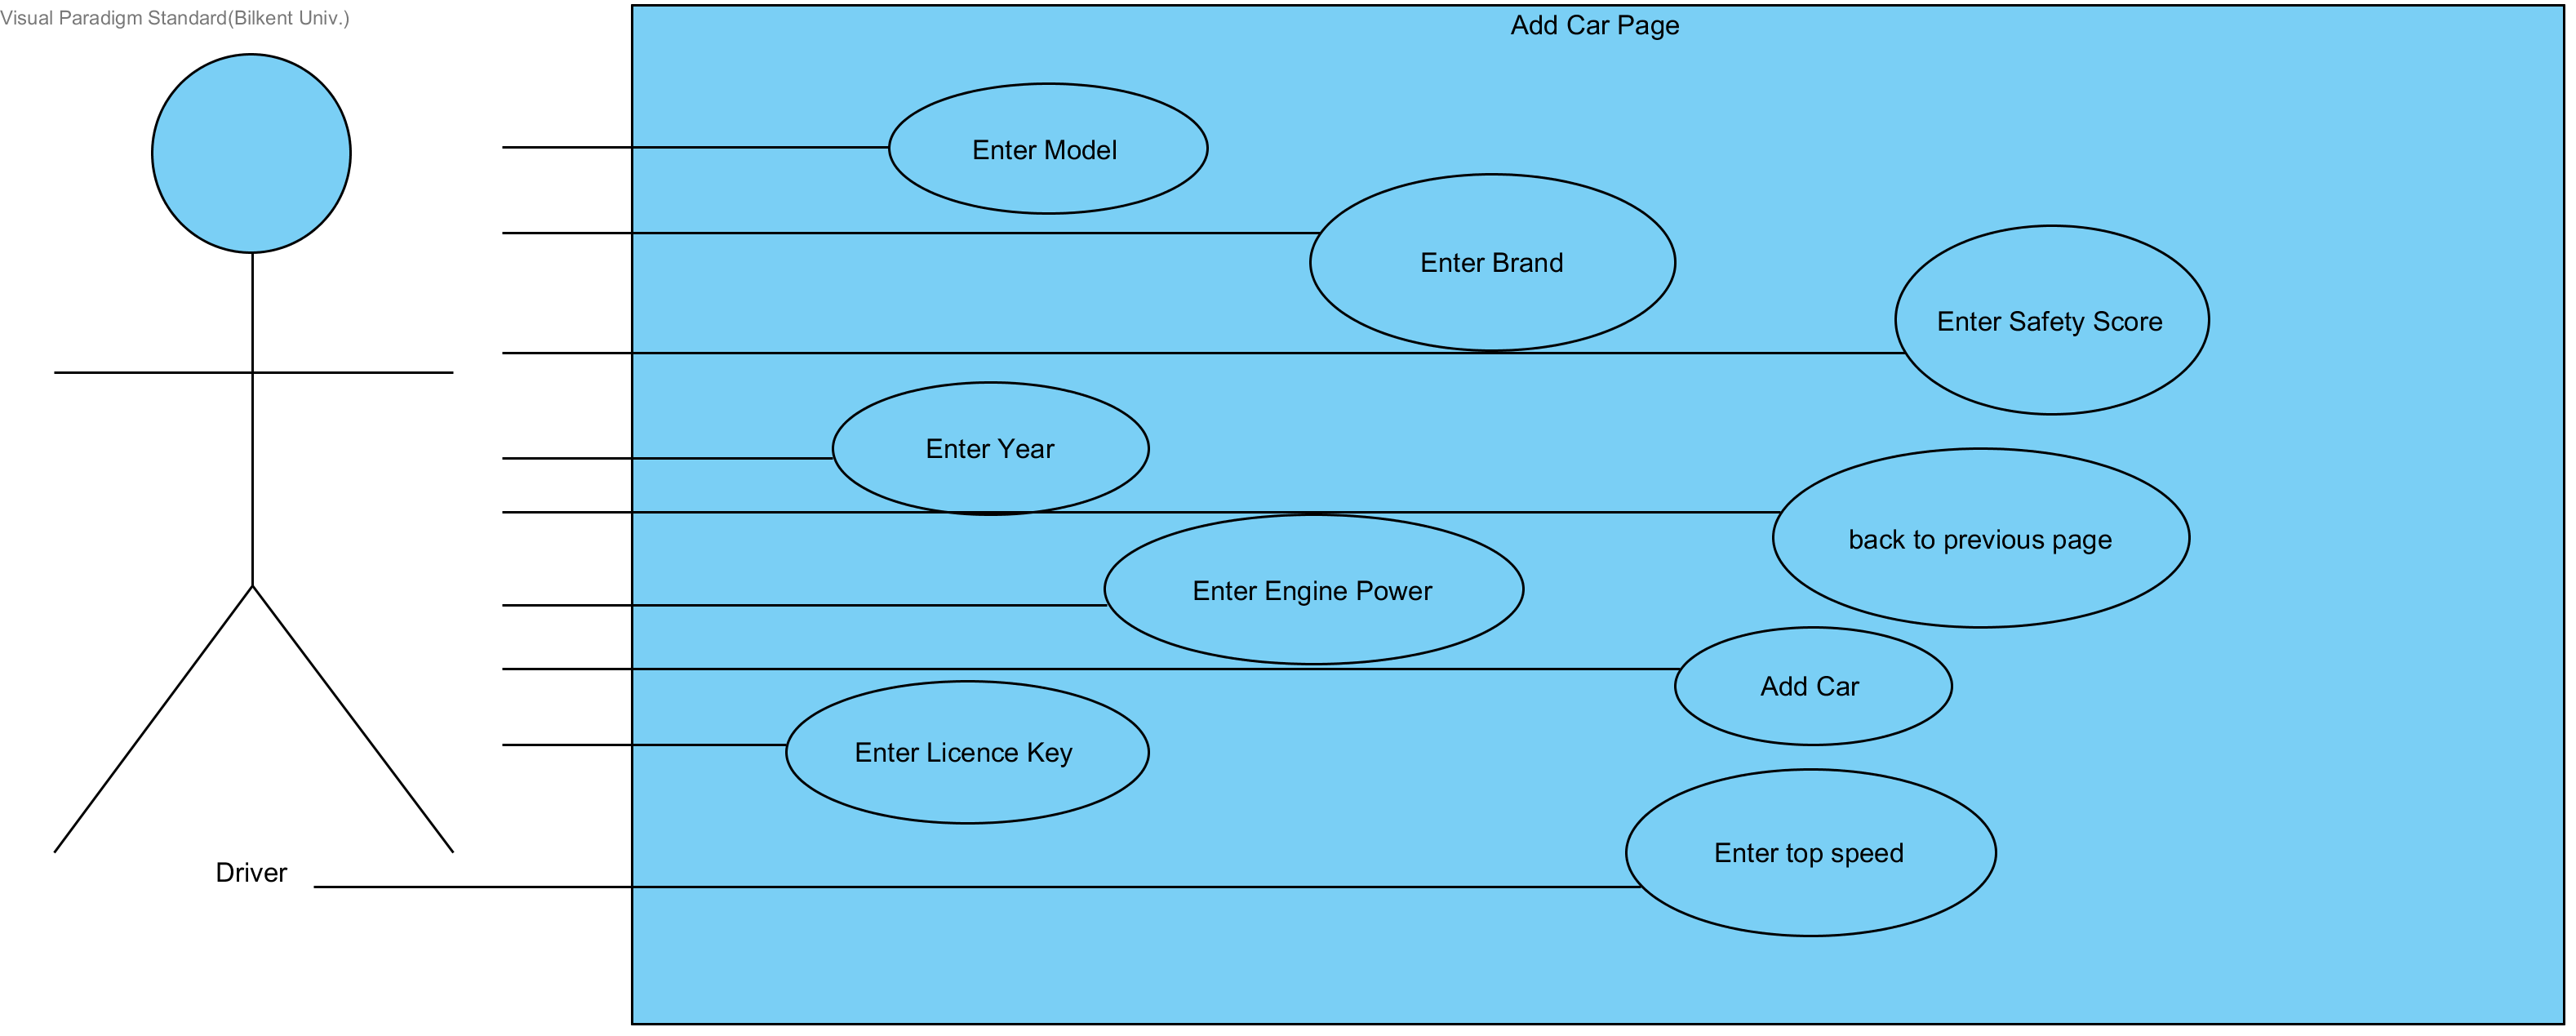 Visual Paradigm Standard(Bilkent Univ.)
Add Car Page
Enter Model
Enter Brand
Enter Safety Score
Enter Year
back to previous page
Enter Engine Power
Add Car
Enter Licence Key
Enter top speed
Driver